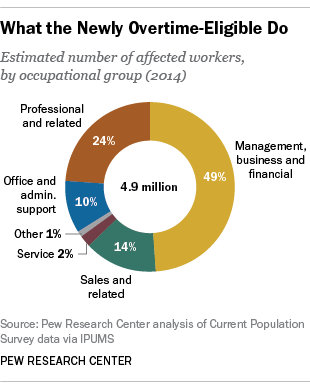 What the Newly Overtime-Eligible Do
Estimated number of affected workers,
by occupational group (2014)
Professional
and related
24%
Management,
business and
financial
49%
4.9 million
Office and
admin.
support
10%
Other 1%
Service 2%
14%
Sales and
related
Source: Pew Research Center analysis of Current Population
Survey data via IPUMS
PEW RESEARCH CENTER